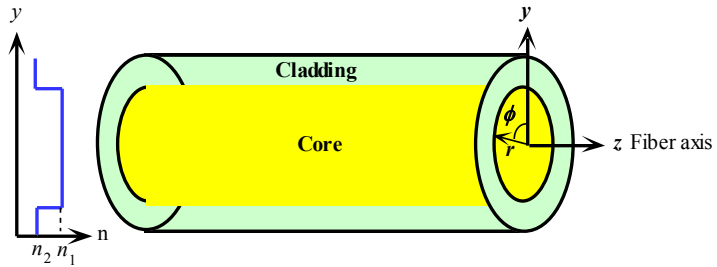 y
y
Cladding
ϕ
Core
r
z Fiber axis
n
n₂ n₁